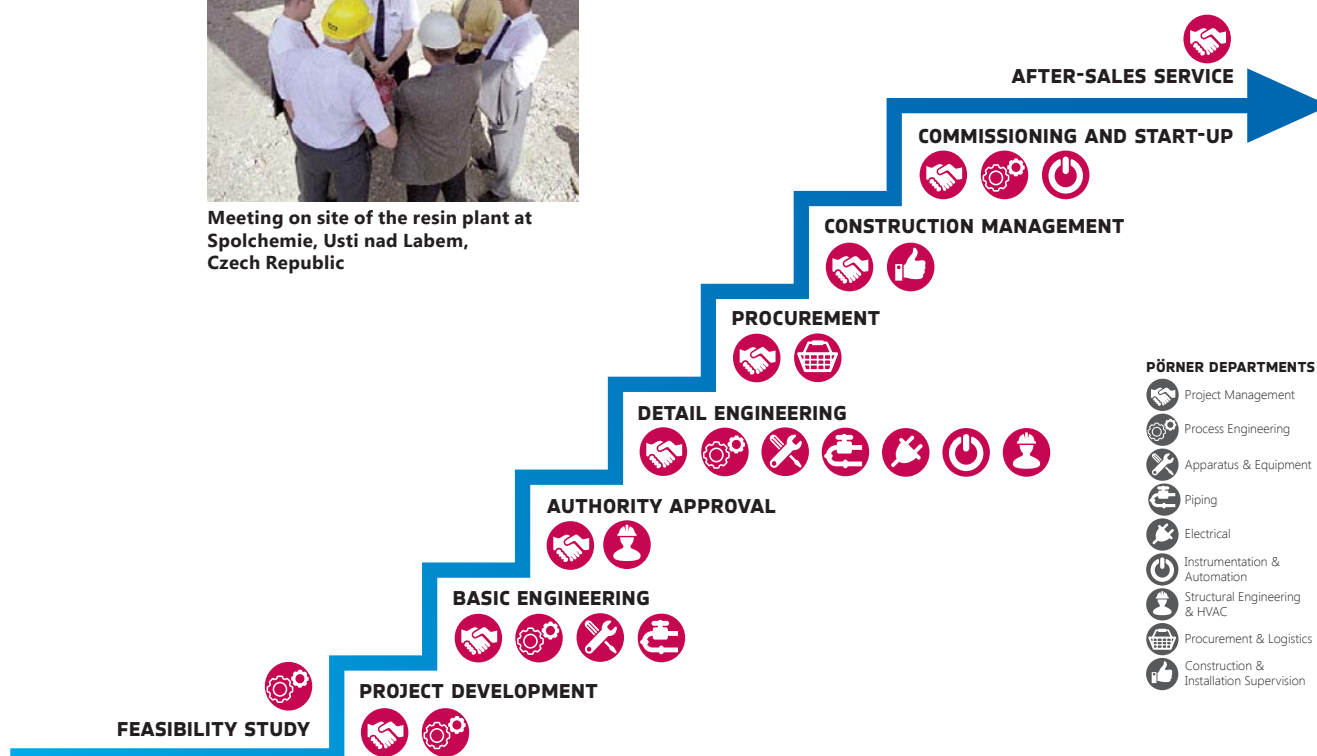 AFTER-SALES SERVICE
COMMISSIONING AND START-UP
Meeting on site of the resin plant at
Spolchemie, Usti nad Labem,
Czech Republic
CONSTRUCTION MANAGEMENT
PROCUREMENT
DETAIL ENGINEERING
AUTHORITY APPROVAL
BASIC ENGINEERING
PROJECT DEVELOPMENT
FEASIBILITY STUDY
PÖRNER DEPARTMENTS
Project Management
Process Engineering
Apparatus & Equipment
Piping
Electrical
Instrumentation &
Automation
Structural Engineering
& HVAC
Procurement & Logistics
Construction &
Installation Supervision